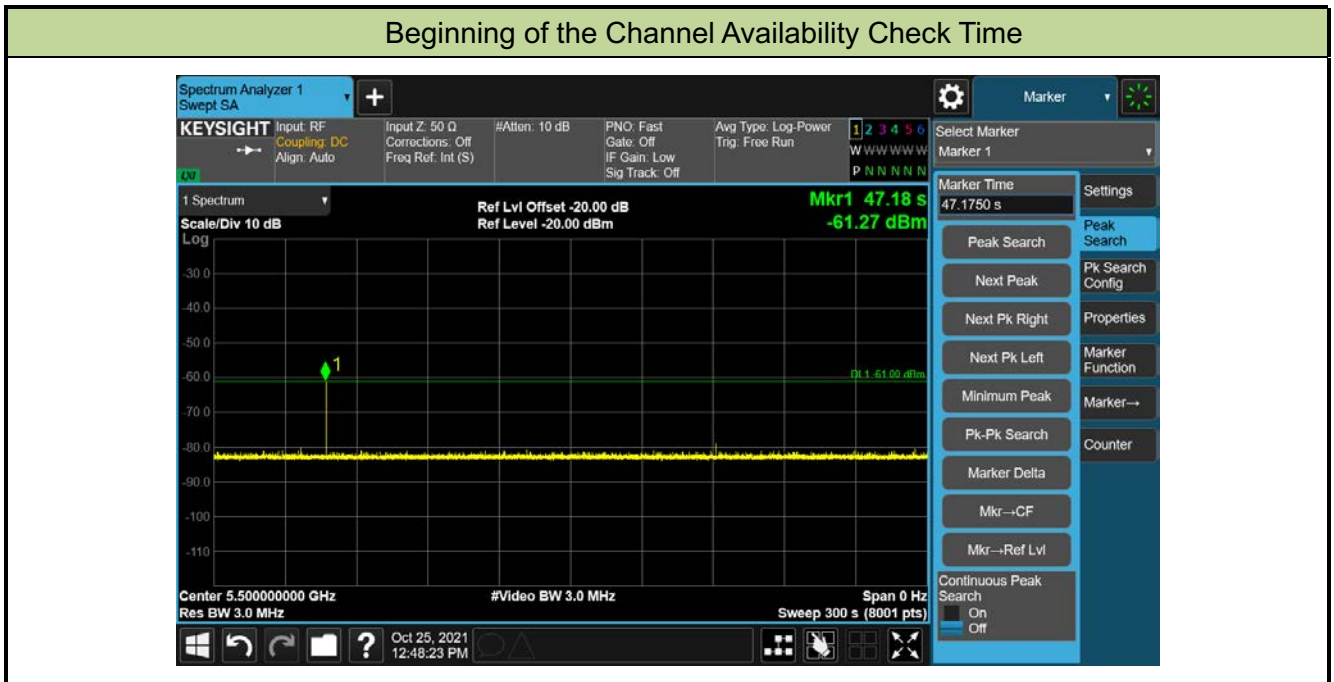 Beginning of the Channel Availability Check Time
Spectrum Analyzer 1
Swept SA
+
Marker
KEYSIGHT
Input: RF
Coupling: DC
Align: Auto
Input Z: 50 Ω
Corrections: Off
Freq Ref: Int (S)
#Atten: 10 dB
PNO: Fast
Gate: Off
IF Gain: Low
Sig Track: Off
Avg Type: Log-Power
Trig: Free Run
1 2 3 4 5 6
W W W W W W
P N N N N N
LXI
Select Marker
Marker 1
1 Spectrum
Scale/Div 10 dB
Log
Ref Lvl Offset -20.00 dB
Ref Level -20.00 dBm
Mkr1 47.18 s
-61.27 dBm
-30.0
-40.0
-50.0
-60.0
-70.0
-80.0
-90.0
-100
-110
1
DL1 -61.00 dBm
Center 5.500000000 GHz
Res BW 3.0 MHz
#Video BW 3.0 MHz
Span 0 Hz
Sweep 300 s (8001 pts)
Marker Time
47.1750 s
Peak Search
Next Peak
Next Pk Right
Next Pk Left
Minimum Peak
Pk-Pk Search
Marker Delta
Mkr→CF
Mkr→Ref Lvl
Continuous Peak
Search
On
Off
Settings
Peak
Search
Pk Search
Config
Properties
Marker
Function
Marker→
Counter
?
Oct 25, 2021
12:48:23 PM